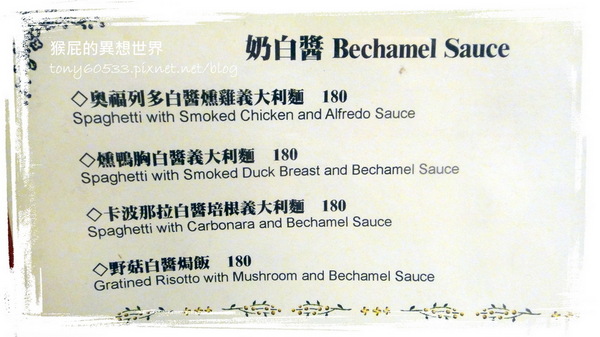 猴屁的異想世界
tony60533.pixnet.net/blog
奶白醬 Bechamel Sauce
◇奧福列多白醬燻雞義大利麵 180
Spaghetti with Smoked Chicken and Alfredo Sauce
◇燻鴨胸白醬義大利麵 180
Spaghetti with Smoked Duck Breast and Bechamel Sauce
◇卡波那拉白醬培根義大利麵 180
Spaghetti with Carbonara and Bechamel Sauce
◇野菇白醬焗飯 180
Gratined Risotto with Mushroom and Bechamel Sauce